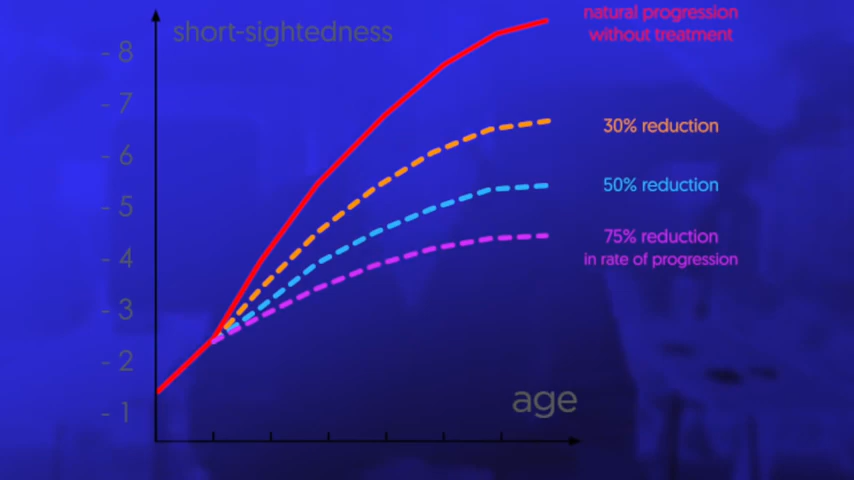 natural progression
without treatment
short-sightedness
- 8
- 7
- 6
- 5
- 4
- 3
- 2
- 1
30% reduction
50% reduction
75% reduction
in rate of progression
age